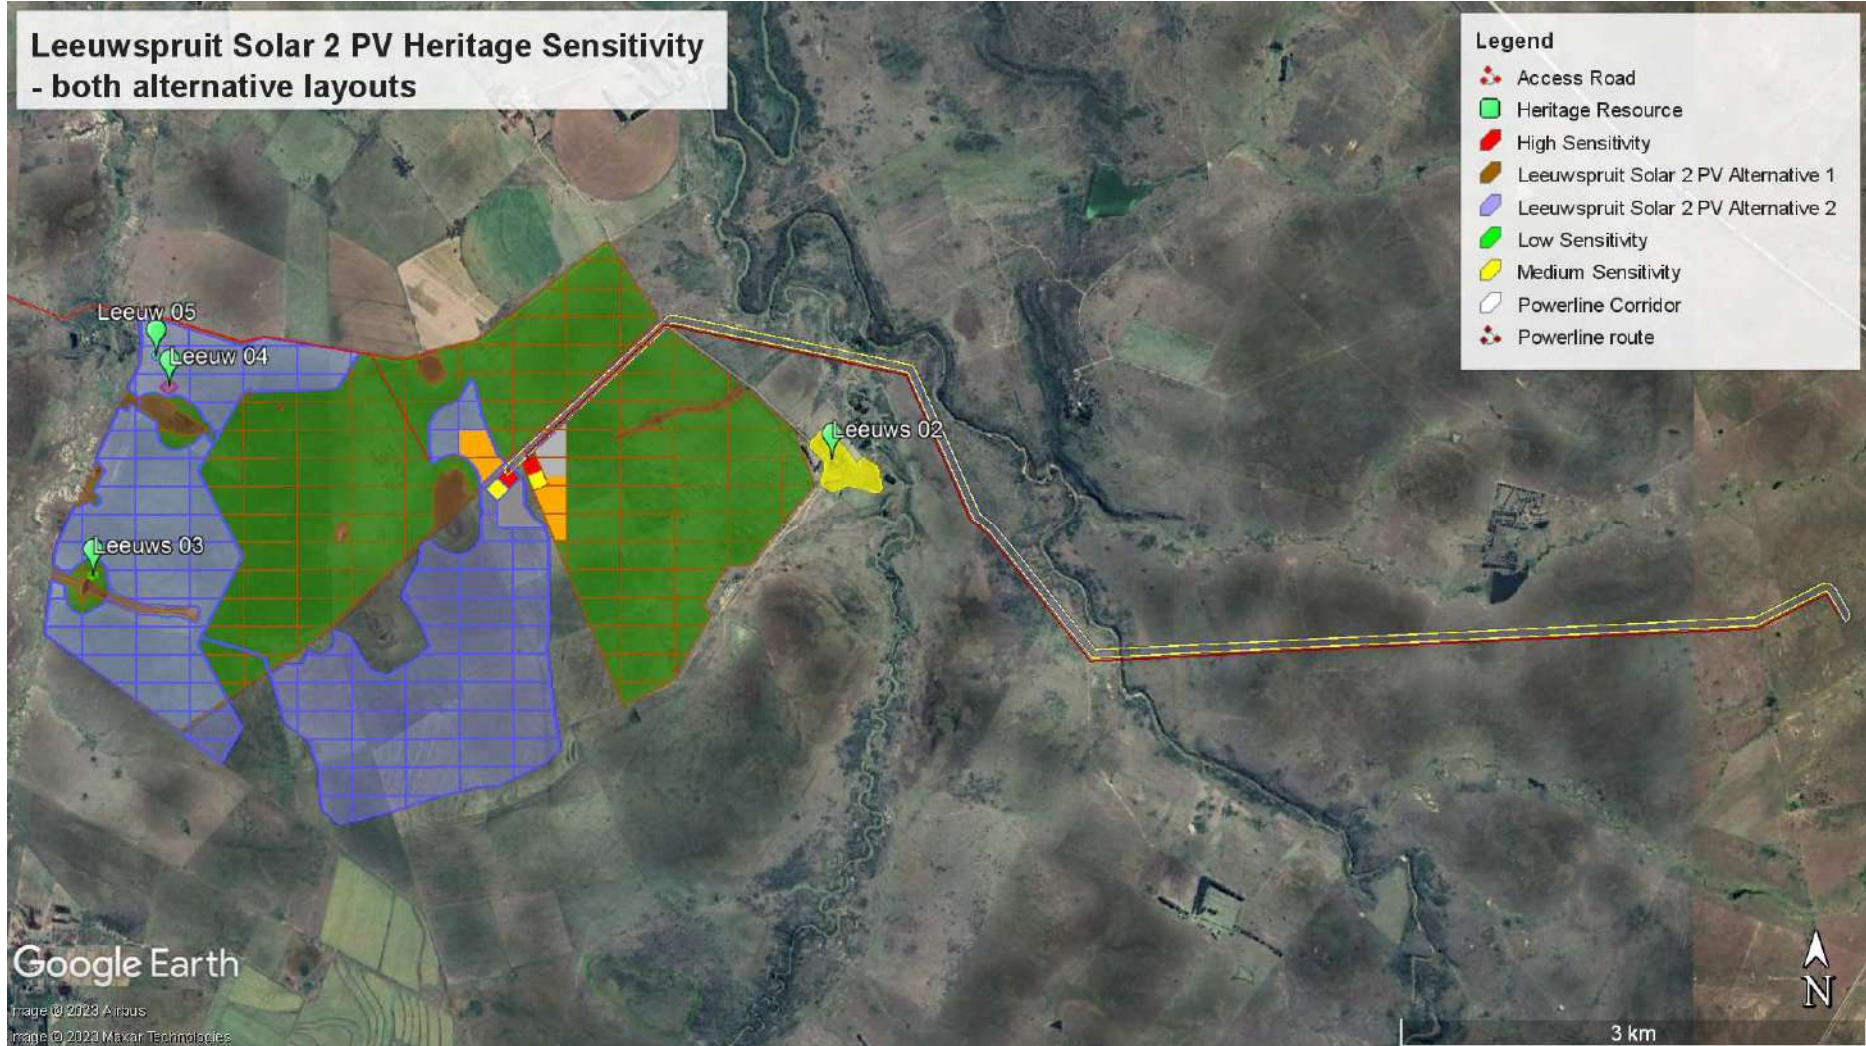 Leeuwspruit Solar 2 PV Heritage Sensitivity
- both alternative layouts
Legend
Access Road
Heritage Resource
High Sensitivity
Leeuwspruit Solar 2 PV Alternative 1
Leeuwspruit Solar 2 PV Alternative 2
Low Sensitivity
Medium Sensitivity
Powerline Corridor
Powerline route
Leeuw 05
Leeuw 04
Leeuws 02
Leeuws 03
Google Earth
Image © 2023 Airbus
Image © 2023 Maxar Technologies
N
3 km